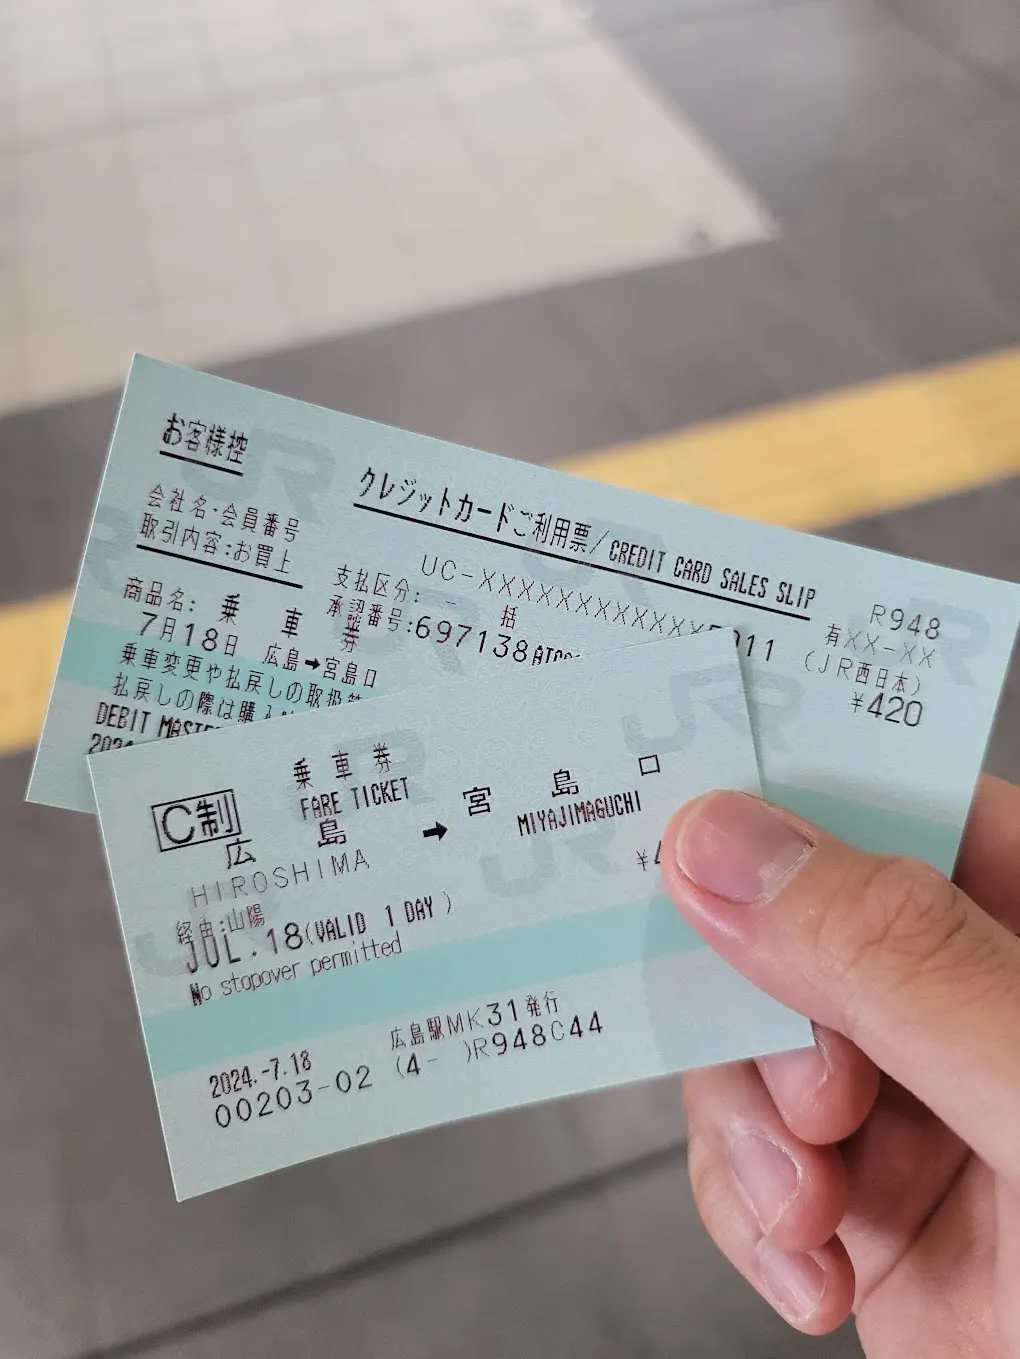 お客様控
クレジットカードご利用票/CREDIT CARD SALES SLIP
会社名・会員番号
UC-XXXXXXXXXXXX
011
R948
取引内容:お買上
支払区分: 一括
有XX-XX
商品名: 乗車券
承認番号:697138
(JR西日本)
7月18日 広島➡宮島口
¥420
乗車変更や払戻しの取扱
払戻しの際は購入
DEBIT
2024
乗車券
C制
FARE TICKET
広島 ➡ 宮島口
HIROSHIMA
MIYAJIMAGUCHI
経由:山陽
¥4
JUL.18(VALID 1 DAY )
No stopover permitted
広島駅MK31発行
2024.-7.18
00203-02 (4- )R948C44